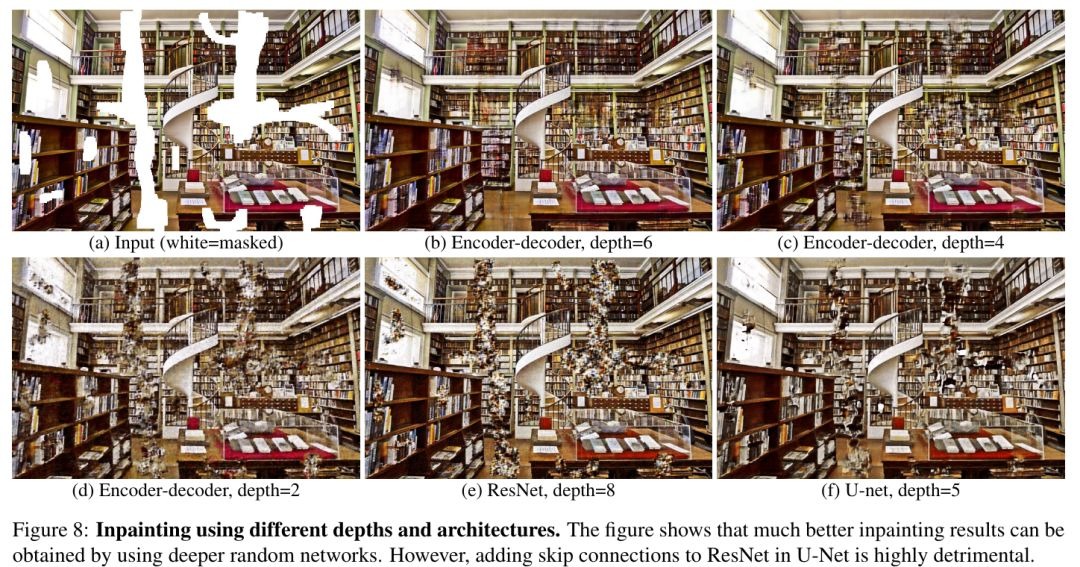 (a) Input (white=masked)
(b) Encoder-decoder, depth=6
(c) Encoder-decoder, depth=4
(d) Encoder-decoder, depth=2
(e) ResNet, depth=8
(f) U-net, depth=5
Figure 8: Inpainting using different depths and architectures. The figure shows that much better inpainting results can be
obtained by using deeper random networks. However, adding skip connections to ResNet in U-Net is highly detrimental.